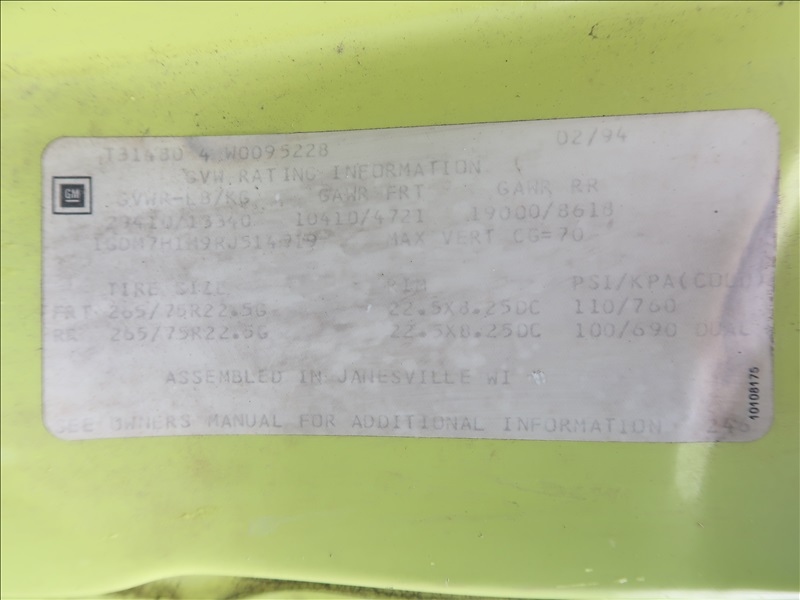 02/94
W0095228
GVW RATING INFORMATION
GM
GVWR-LB/KG GAWR FRT GAWR RR
29410/13340 10410/4721 19000/8618
MAX VERT CG=70
TIRE SIZE RIM PSI/KPA(COLD)
FRT 265/75R22.5G 22.5X8.25DC 110/760
RR 265/75R22.5G 22.5X8.25DC 100/690 DUAL
ASSEMBLED IN JANESVILLE WI
10108175
SEE OWNERS MANUAL FOR ADDITIONAL INFORMATION 246